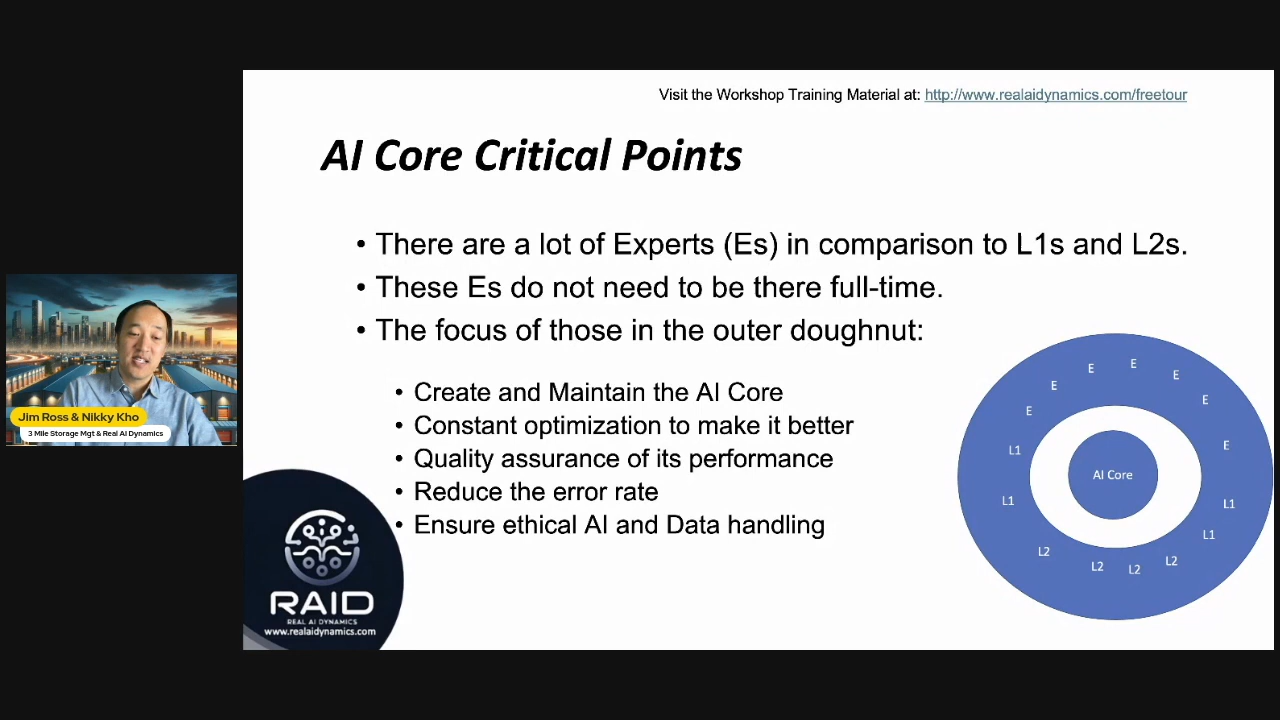 Visit the Workshop Training Material at: http://www.realaidynamics.com/freetour
AI Core Critical Points
• There are a lot of Experts (Es) in comparison to L1s and L2s.
• These Es do not need to be there full-time.
• The focus of those in the outer doughnut:
• Create and Maintain the AI Core
• Constant optimization to make it better
• Quality assurance of its performance
• Reduce the error rate
• Ensure ethical AI and Data handling
E
E
E
E
E
E
E
E
L1
L1
L1
L1
L2
L2
L2
L2
AI Core
Jim Ross & Nikky Kho
3 Mile Storage Mgt & Real AI Dynamics
RAID
REAL AI DYNAMICS
www.realaidynamics.com